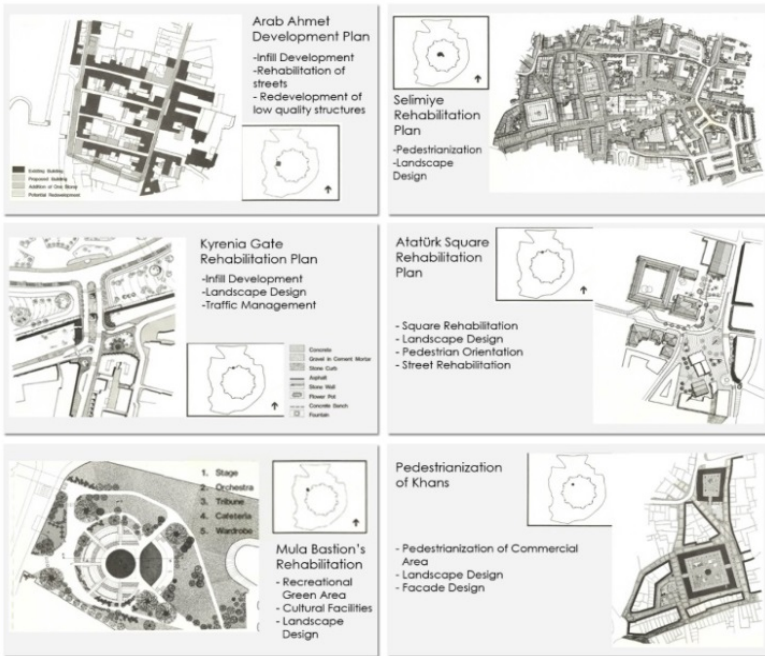 Arab Ahmet
Development Plan
-Infill Development
-Rehabilitation of
streets
- Redevelopment of
low quality structures
Existing Building
Proposed Building
Addition of One Storey
Potential Redevelopment
Selimiye
Rehabilitation
Plan
-Pedestrianization
-Landscape
Design
Kyrenia Gate
Rehabilitation Plan
-Infill Development
-Landscape Design
-Traffic Management
Concrete
Gravel in Cement Mortar
Stone Curb
Asphalt
Stone Wall
Flower Pot
Concrete Bench
Fountain
Atatürk Square
Rehabilitation
Plan
- Square Rehabilitation
- Landscape Design
- Pedestrian Orientation
- Street Rehabilitation
1. Stage
2. Orchestra
3. Tribune
4. Cafeteria
5. Wardrobe
Mula Bastion's
Rehabilitation
- Recreational
Green Area
- Cultural Facilities
- Landscape
Design
Pedestrianization
of Khans
- Pedestrianization of Commercial
Area
- Landscape Design
- Facade Design